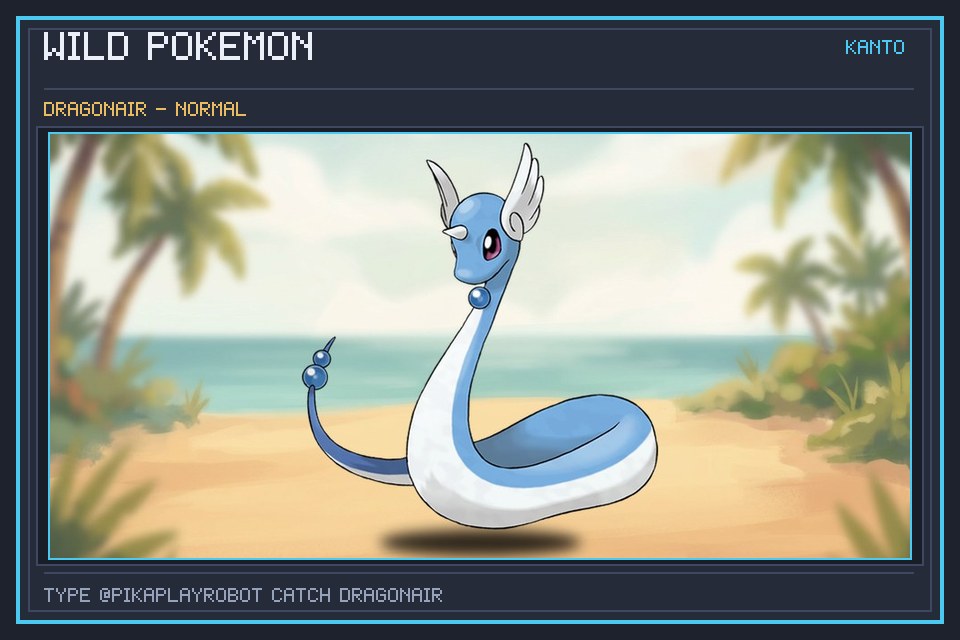 WILD POKEMON
KANTO
DRAGONAIR - NORMAL
TYPE @PIKAPLAYROBOT CATCH DRAGONAIR